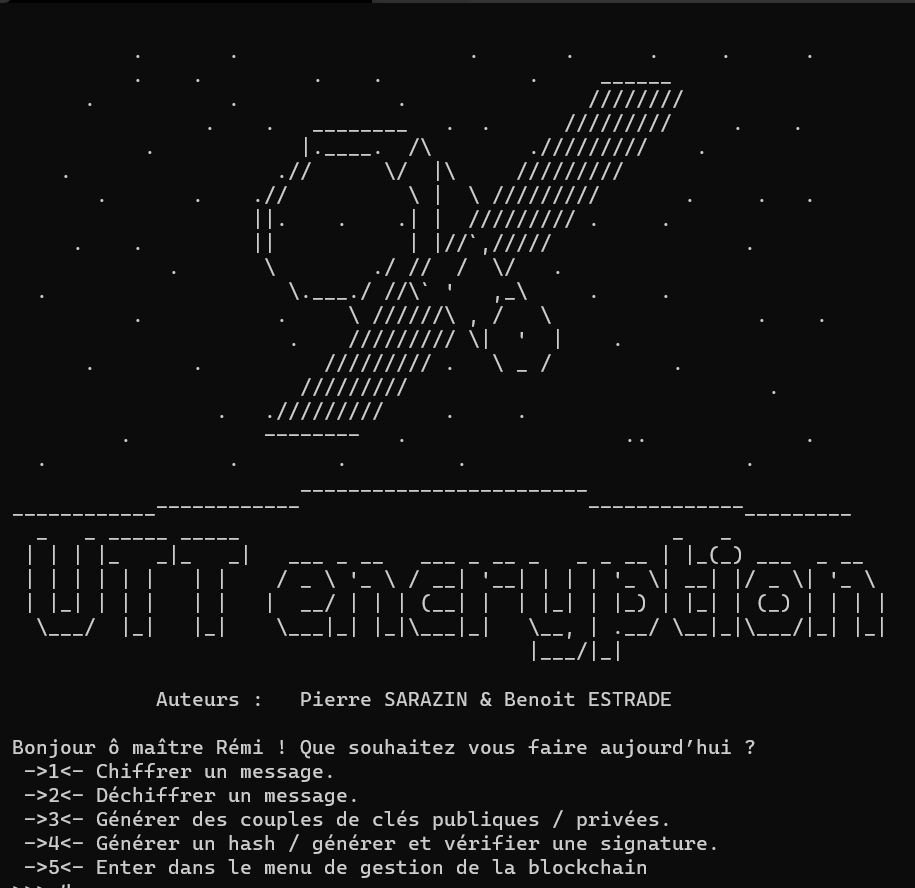 UTT encryption
Auteurs :   Pierre SARAZIN & Benoit ESTRADE
Bonjour ô maître Rémi ! Que souhaitez vous faire aujourd’hui ?
->1<- Chiffrer un message.
->2<- Déchiffrer un message.
->3<- Générer des couples de clés publiques / privées.
->4<- Générer un hash / générer et vérifier une signature.
->5<- Enter dans le menu de gestion de la blockchain